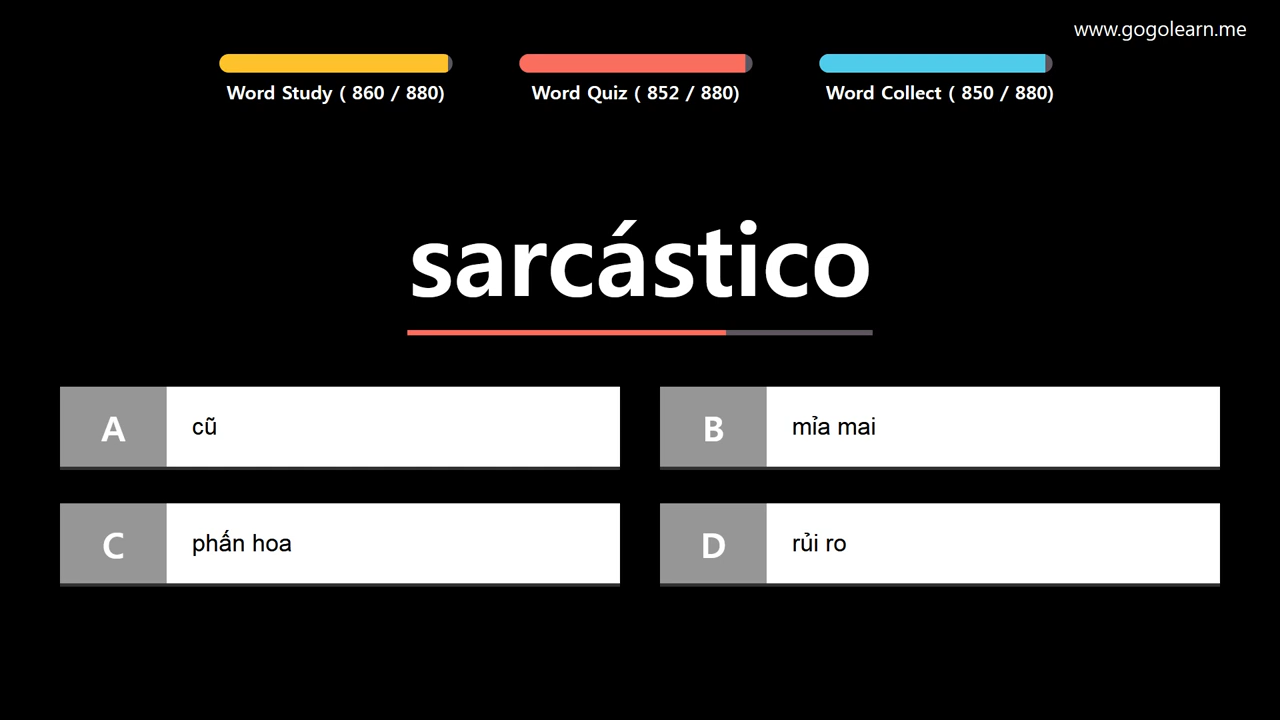 www.gogolearn.me
Word Study ( 860 / 880)
Word Quiz ( 852 / 880)
Word Collect ( 850 / 880)
sarcástico
A
cũ
B
mỉa mai
C
phấn hoa
D
rủi ro